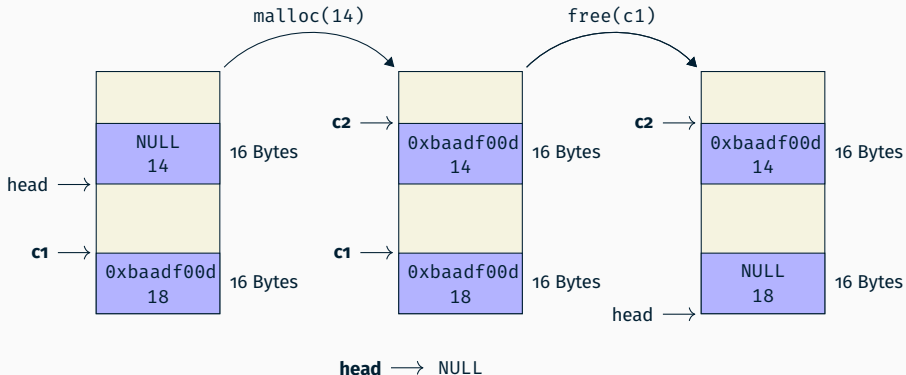 malloc(14)
free(c1)
NULL
14
16 Bytes
head
c1
0xbaadf00d
18
16 Bytes
c2
0xbaadf00d
14
16 Bytes
c1
0xbaadf00d
18
16 Bytes
c2
0xbaadf00d
14
16 Bytes
NULL
18
16 Bytes
head
head NULL